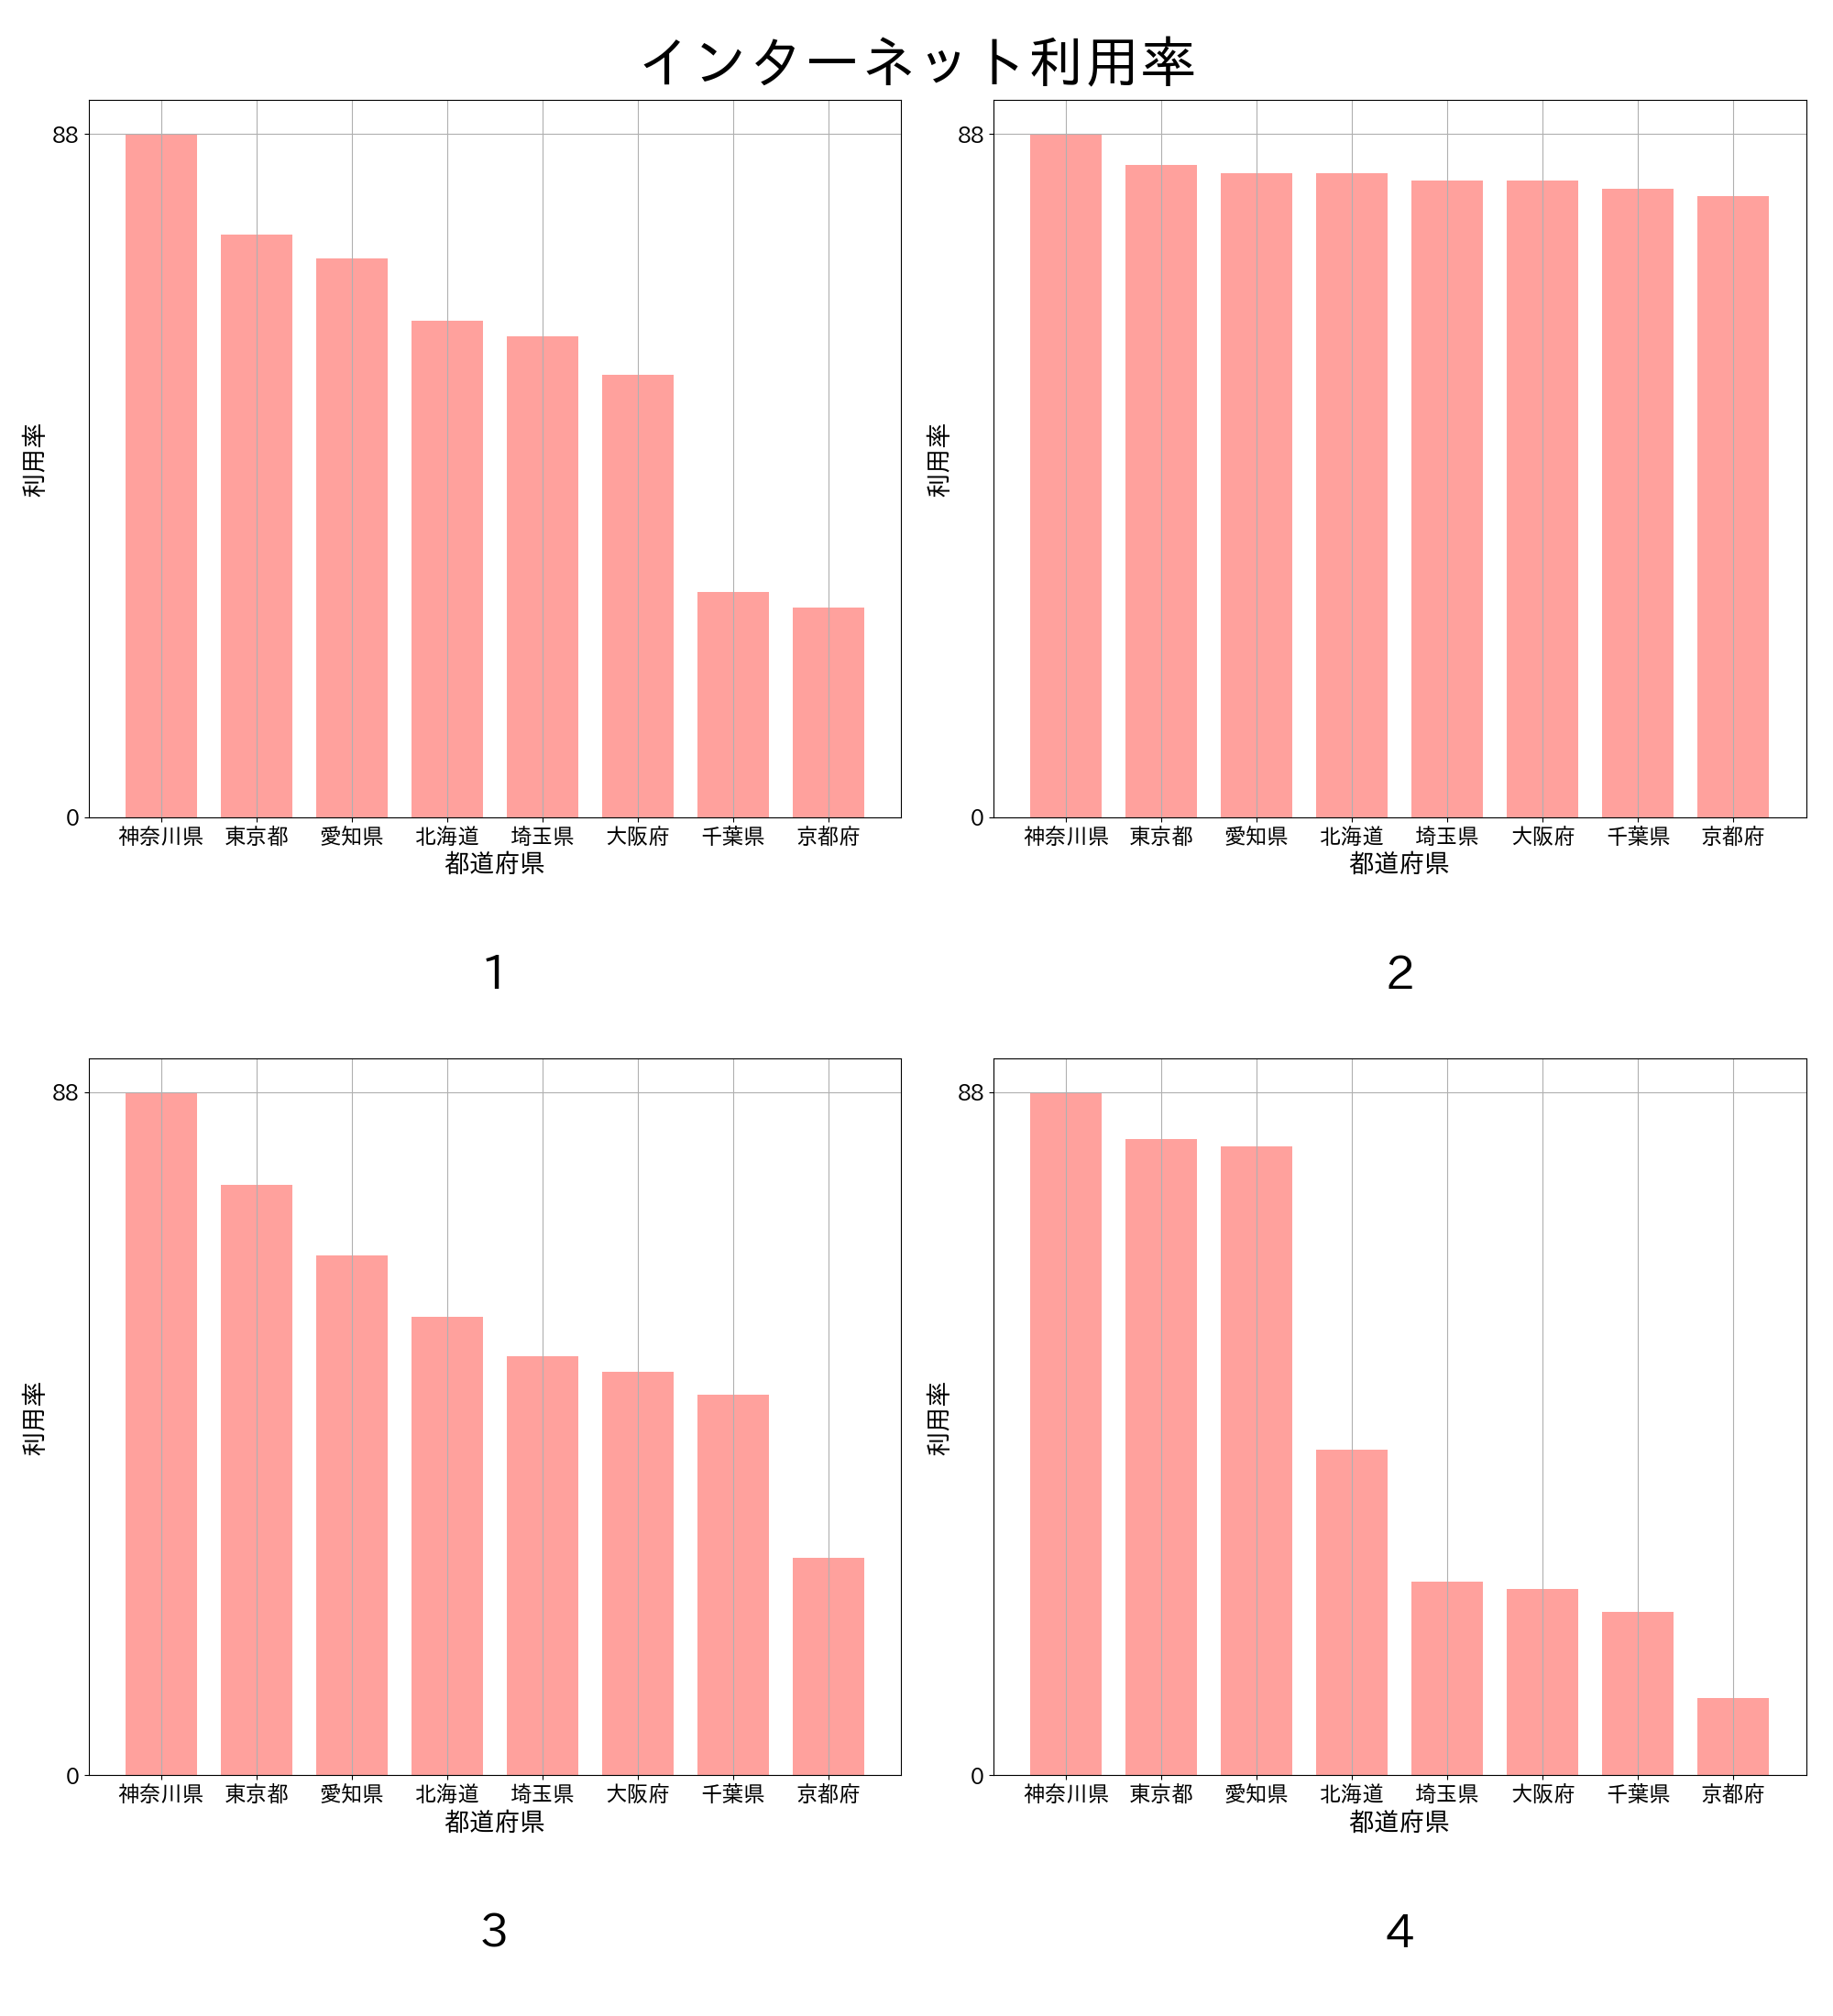 インターネット利用率
88
利用率
0
神奈川県 東京都 愛知県 北海道 埼玉県 大阪府 千葉県 京都府
都道府県
1
88
利用率
0
神奈川県 東京都 愛知県 北海道 埼玉県 大阪府 千葉県 京都府
都道府県
2
88
利用率
0
神奈川県 東京都 愛知県 北海道 埼玉県 大阪府 千葉県 京都府
都道府県
3
88
利用率
0
神奈川県 東京都 愛知県 北海道 埼玉県 大阪府 千葉県 京都府
都道府県
4